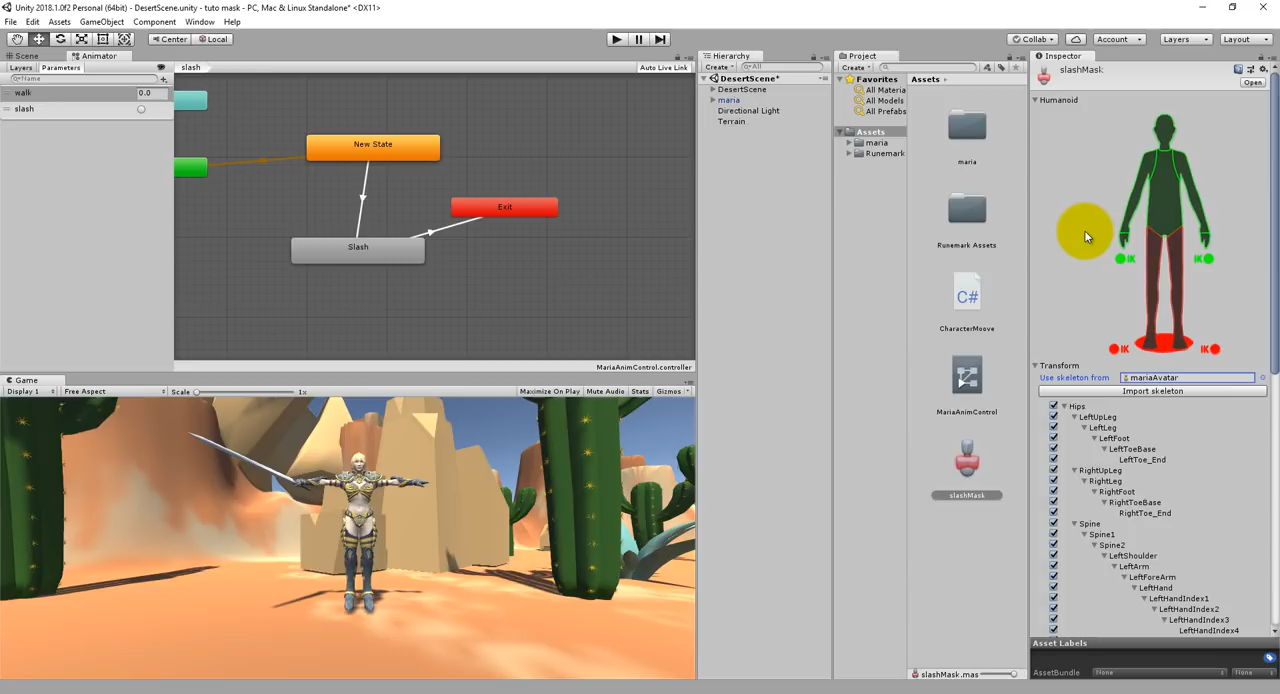 Unity 2018.1.0f2 Personal (64bit) - DesertScene.unity - tuto mask - PC, Mac & Linux Standalone* <DX11>
File Edit Assets GameObject Component Window Help
Center Local Collab Account Layers Layout
Scene Animator
Layers Parameters
Name
walk 0.0
slash
slash Auto Live Link
New State
Exit
Slash
MariaAnimControl.controller
Game
Display 1 Free Aspect Scale 1x Maximize On Play Mute Audio Stats Gizmos
Hierarchy
Create All
DesertScene*
DesertScene
maria
Directional Light
Terrain
Project
Create
Favorites
All Materia
All Models
All Prefabs
Assets
maria
Runemark
Assets
maria
Runemark Assets
C#
CharacterMoove
MariaAnimControl
slashMask
slashMask.mas
Inspector
slashMask
Open
Humanoid
IK IK
IK IK
Transform
Use skeleton from mariaAvatar
Import skeleton
Hips
LeftUpLeg
LeftLeg
LeftFoot
LeftToeBase
LeftToe_End
RightUpLeg
RightLeg
RightFoot
RightToeBase
RightToe_End
Spine
Spine1
Spine2
LeftShoulder
LeftArm
LeftForeArm
LeftHand
LeftHandIndex1
LeftHandIndex2
LeftHandIndex3
LeftHandIndex4
Asset Labels
AssetBundle None None